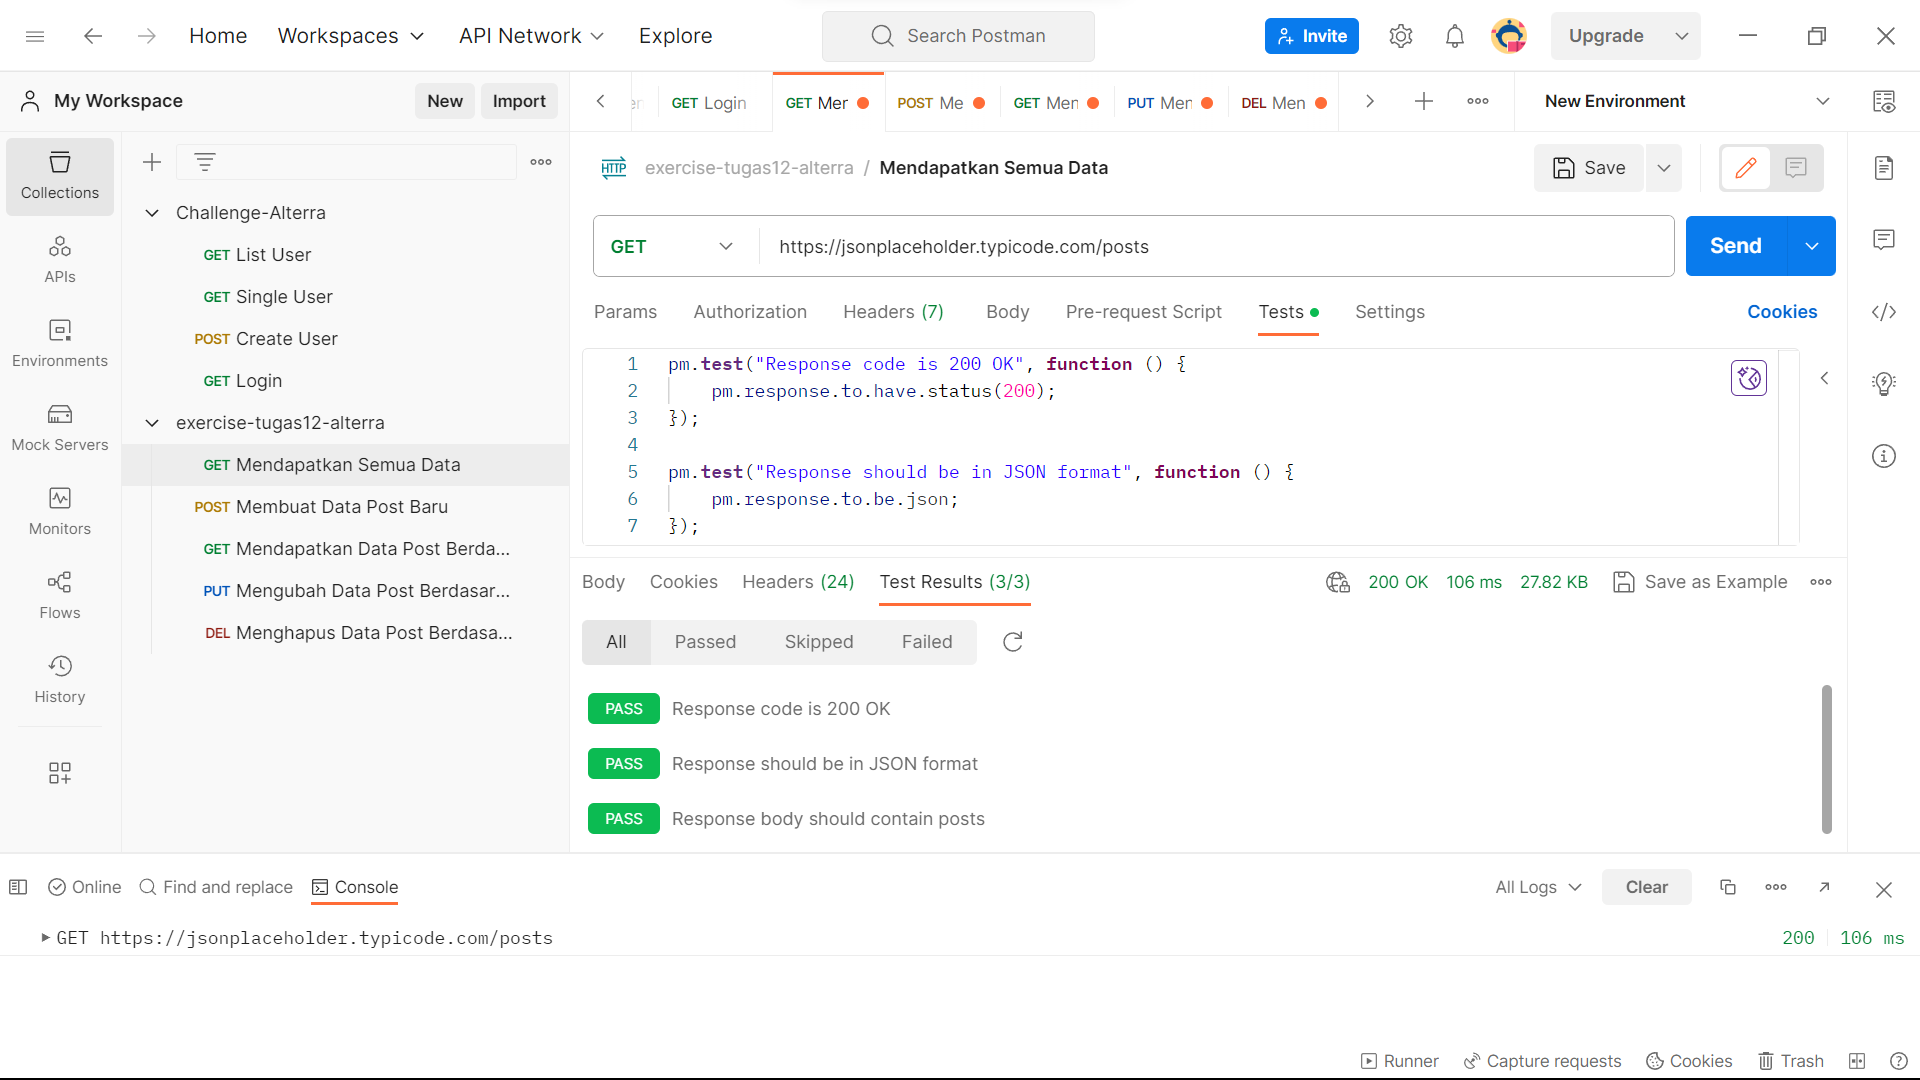 Home Workspaces API Network Explore Search Postman Invite Upgrade
My Workspace New Import
GET Login GET Mer POST Me GET Men PUT Men DEL Men New Environment
Collections
APIs
Environments
Mock Servers
Monitors
Flows
History
Challenge-Alterra
GET List User
GET Single User
POST Create User
GET Login
exercise-tugas12-alterra
GET Mendapatkan Semua Data
POST Membuat Data Post Baru
GET Mendapatkan Data Post Berda...
PUT Mengubah Data Post Berdasar...
DEL Menghapus Data Post Berdasa...
HTTP exercise-tugas12-alterra / Mendapatkan Semua Data Save
GET https://jsonplaceholder.typicode.com/posts Send
Params Authorization Headers (7) Body Pre-request Script Tests Settings Cookies
1 pm.test("Response code is 200 OK", function () {
2 pm.response.to.have.status(200);
3 });
4
5 pm.test("Response should be in JSON format", function () {
6 pm.response.to.be.json;
7 });
Body Cookies Headers (24) Test Results (3/3) 200 OK 106 ms 27.82 KB Save as Example
All Passed Skipped Failed
PASS Response code is 200 OK
PASS Response should be in JSON format
PASS Response body should contain posts
Online Find and replace Console All Logs Clear
GET https://jsonplaceholder.typicode.com/posts 200 106 ms
Runner Capture requests Cookies Trash